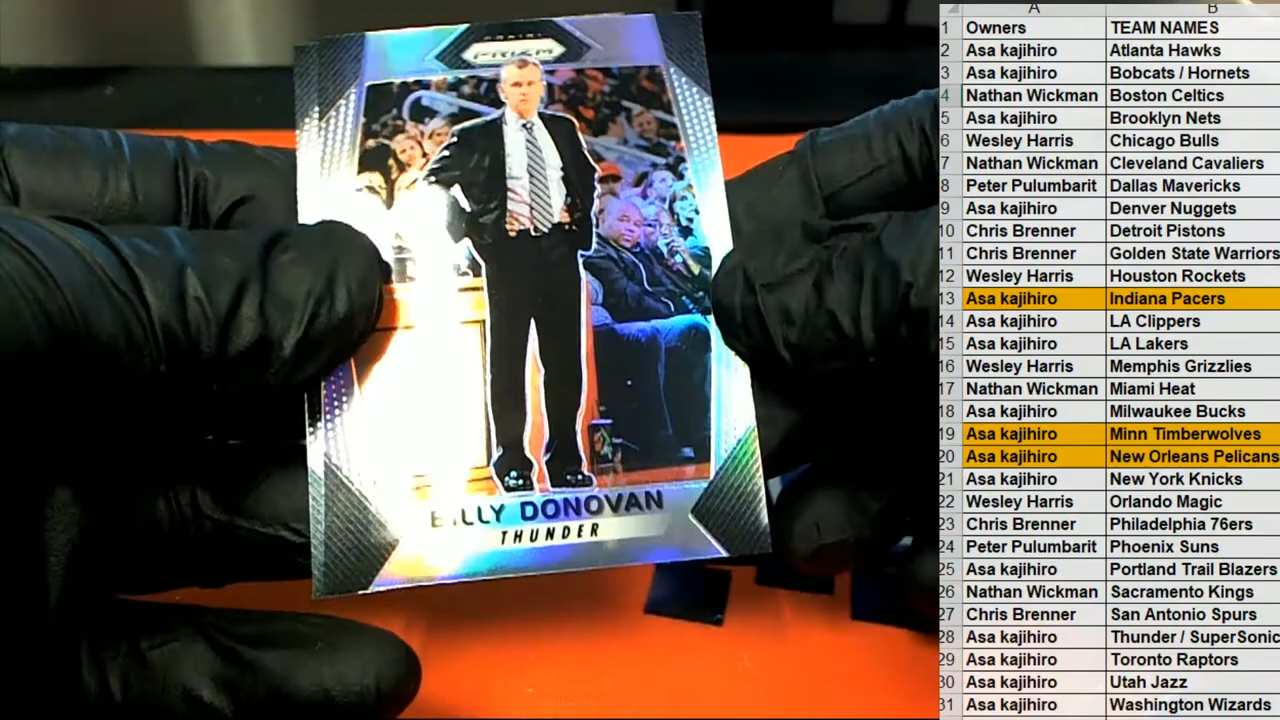 PANINI
PRIZM
BILLY DONOVAN
THUNDER
A B
1 Owners TEAM NAMES
2 Asa kajihiro Atlanta Hawks
3 Asa kajihiro Bobcats / Hornets
4 Nathan Wickman Boston Celtics
5 Asa kajihiro Brooklyn Nets
6 Wesley Harris Chicago Bulls
7 Nathan Wickman Cleveland Cavaliers
8 Peter Pulumbarit Dallas Mavericks
9 Asa kajihiro Denver Nuggets
10 Chris Brenner Detroit Pistons
11 Chris Brenner Golden State Warriors
12 Wesley Harris Houston Rockets
13 Asa kajihiro Indiana Pacers
14 Asa kajihiro LA Clippers
15 Asa kajihiro LA Lakers
16 Wesley Harris Memphis Grizzlies
17 Nathan Wickman Miami Heat
18 Asa kajihiro Milwaukee Bucks
19 Asa kajihiro Minn Timberwolves
20 Asa kajihiro New Orleans Pelicans
21 Asa kajihiro New York Knicks
22 Wesley Harris Orlando Magic
23 Chris Brenner Philadelphia 76ers
24 Peter Pulumbarit Phoenix Suns
25 Asa kajihiro Portland Trail Blazers
26 Nathan Wickman Sacramento Kings
27 Chris Brenner San Antonio Spurs
28 Asa kajihiro Thunder / SuperSonic
29 Asa kajihiro Toronto Raptors
30 Asa kajihiro Utah Jazz
31 Asa kajihiro Washington Wizards